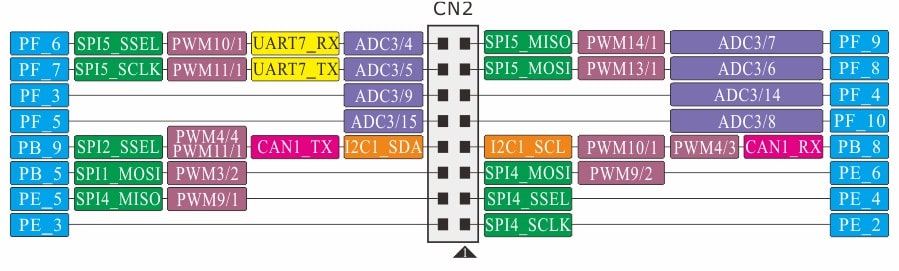 CN2
PF_6 SPI5_SSEL PWM10/1 UART7_RX ADC3/4 SPI5_MISO PWM14/1 ADC3/7 PF_9
PF_7 SPI5_SCLK PWM11/1 UART7_TX ADC3/5 SPI5_MOSI PWM13/1 ADC3/6 PF_8
PF_3 ADC3/9 ADC3/14 PF_4
PF_5 ADC3/15 ADC3/8 PF_10
PB_9 SPI2_SSEL PWM4/4 PWM11/1 CAN1_TX I2C1_SDA I2C1_SCL PWM10/1 PWM4/3 CAN1_RX PB_8
PB_5 SPI1_MOSI PWM3/2 SPI4_MOSI PWM9/2 PE_6
PE_5 SPI4_MISO PWM9/1 SPI4_SSEL PE_4
PE_3 SPI4_SCLK PE_2
1